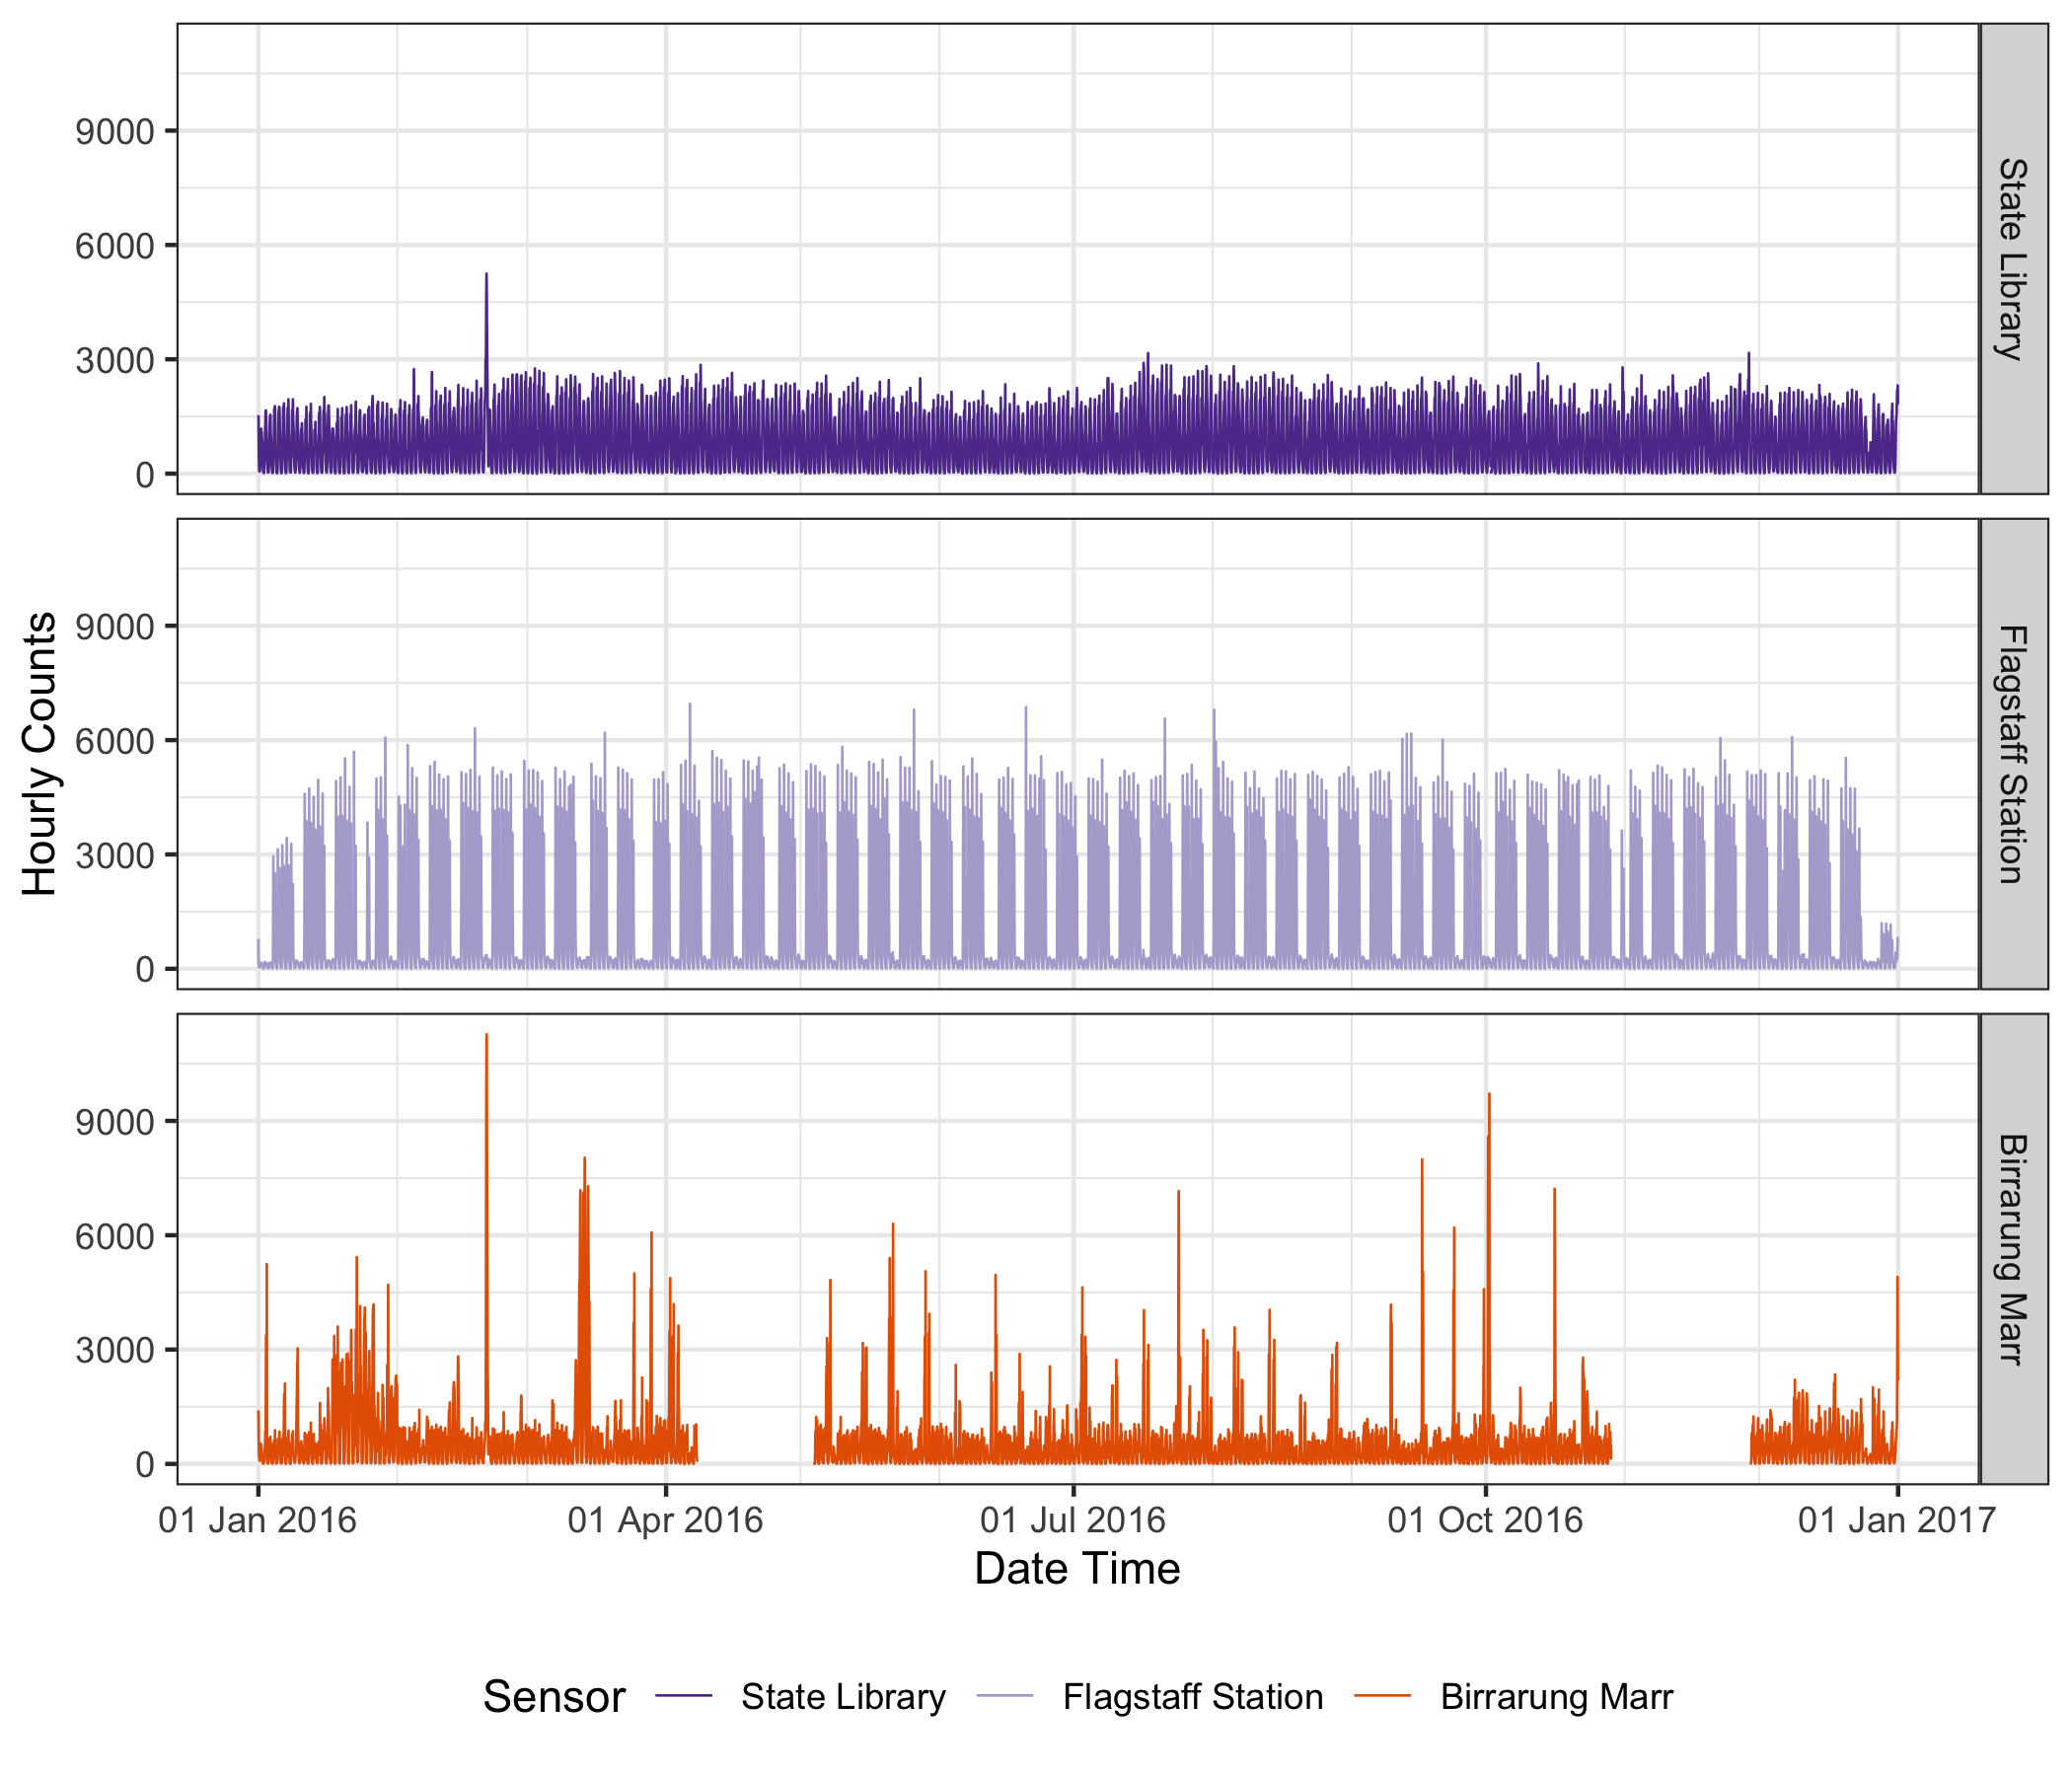 Hourly Counts
9000
6000
3000
0
State Library
9000
6000
3000
0
Flagstaff Station
9000
6000
3000
0
Birrarung Marr
01 Jan 2016 01 Apr 2016 01 Jul 2016 01 Oct 2016 01 Jan 2017
Date Time
Sensor State Library Flagstaff Station Birrarung Marr